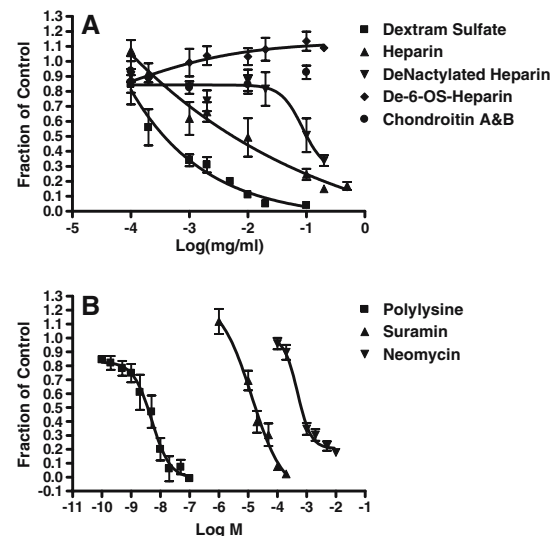 A
1.3
1.2
1.1
1.0
0.9
0.8
0.7
0.6
0.5
0.4
0.3
0.2
0.1
0.0
Fraction of Control
-5 -4 -3 -2 -1 0
Log(mg/ml)
Dextram Sulfate
Heparin
DeNactylated Heparin
De-6-OS-Heparin
Chondroitin A&B
B
1.3
1.2
1.1
1.0
0.9
0.8
0.7
0.6
0.5
0.4
0.3
0.2
0.1
0.0
-0.1
Fraction of Control
-11 -10 -9 -8 -7 -6 -5 -4 -3 -2 -1
Log M
Polylysine
Suramin
Neomycin